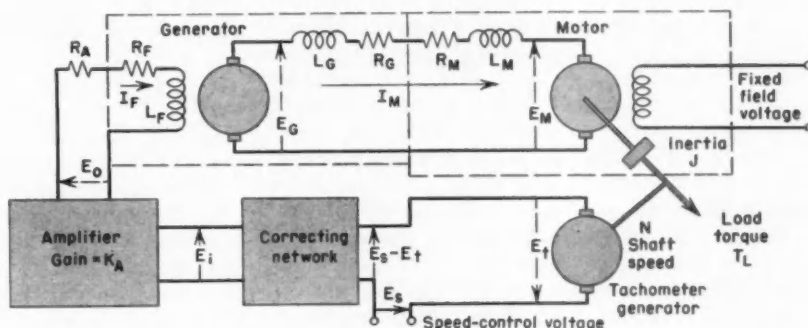 Generator
Motor
R_A
R_F
L_G
R_G
R_M
L_M
I_F
L_F
E_G
I_M
E_M
Fixed
field
voltage
Inertia
J
E_o
Amplifier
Gain = K_A
E_i
Correcting
network
E_s-E_t
E_s
Speed-control voltage
E_t
N
Shaft
speed
Tachometer
generator
Load
torque
T_L